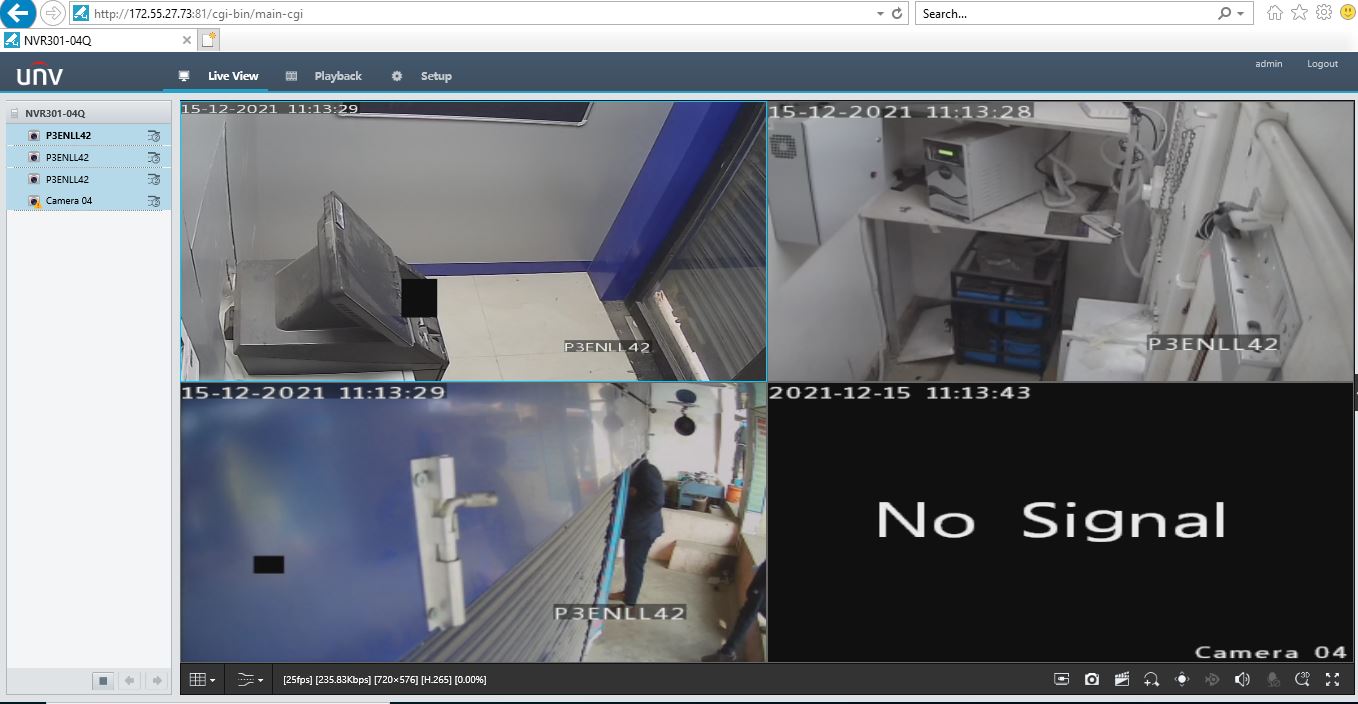 http://172.55.27.73:81/cgi-bin/main-cgi
Search...
NVR301-04Q
unv
Live View
Playback
Setup
admin
Logout
NVR301-04Q
P3ENLL42
P3ENLL42
P3ENLL42
Camera 04
15-12-2021 11:13:29
P3ENLL42
15-12-2021 11:13:28
P3ENLL42
15-12-2021 11:13:29
P3ENLL42
2021-12-15 11:13:43
No Signal
Camera 04
[25fps] [235.83Kbps] [720×576] [H.265] [0.00%]
3D